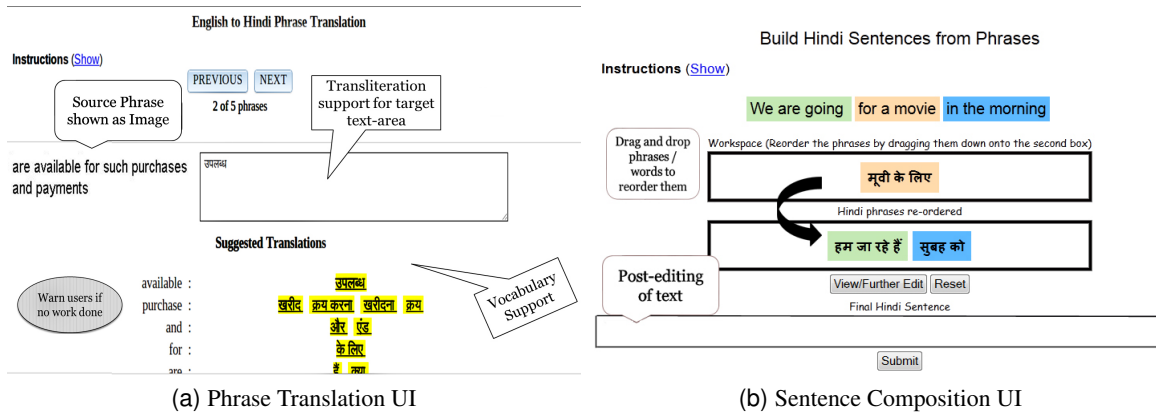 English to Hindi Phrase Translation
Instructions (Show)
PREVIOUS NEXT
2 of 5 phrases
Source Phrase
shown as Image
Transliteration
support for target
text-area
are available for such purchases
and payments
उपलब्ध
Suggested Translations
Warn users if
no work done
Vocabulary
Support
available : उपलब्ध
purchase : खरीद क्रय करना खरीदना क्रय
and : और एंड
for : के लिए
are : हैं क्या
(a) Phrase Translation UI
Build Hindi Sentences from Phrases
Instructions (Show)
We are going for a movie in the morning
Drag and drop
phrases /
words to
reorder them
Workspace (Reorder the phrases by dragging them down onto the second box)
मूवी के लिए
Hindi phrases re-ordered
हम जा रहे हैं सुबह को
Post-editing
of text
View/Further Edit Reset
Final Hindi Sentence
Submit
(b) Sentence Composition UI